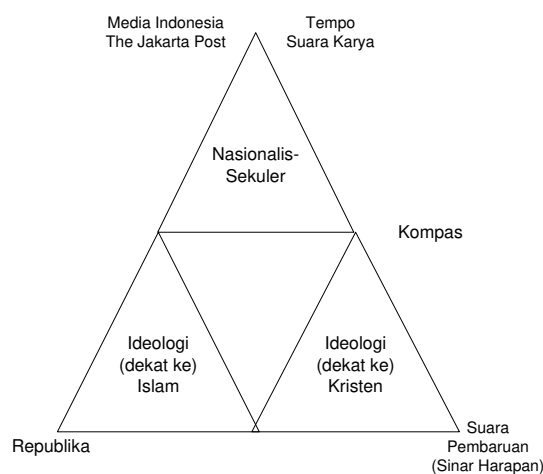 Media Indonesia
The Jakarta Post
Tempo
Suara Karya
Nasionalis-
Sekuler
Kompas
Ideologi
(dekat ke)
Islam
Ideologi
(dekat ke)
Kristen
Republika
Suara
Pembaruan
(Sinar Harapan)